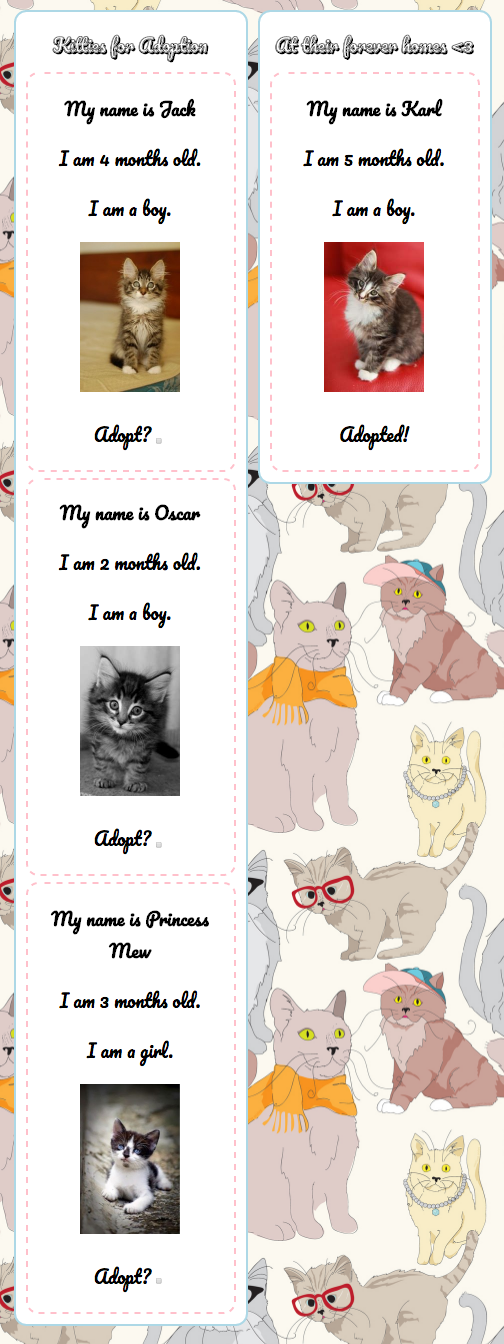 Kitties for Adoption
My name is Jack
I am 4 months old.
I am a boy.
Adopt?
My name is Oscar
I am 2 months old.
I am a boy.
Adopt?
My name is Princess
Mew
I am 3 months old.
I am a girl.
Adopt?
At their forever homes <3
My name is Karl
I am 5 months old.
I am a boy.
Adopted!